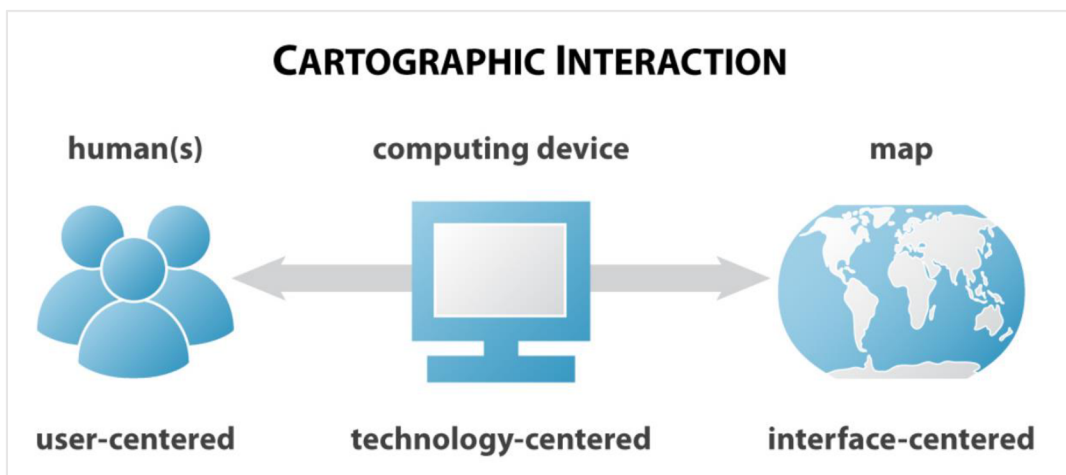 CARTOGRAPHIC INTERACTION
human(s) computing device map
user-centered technology-centered interface-centered